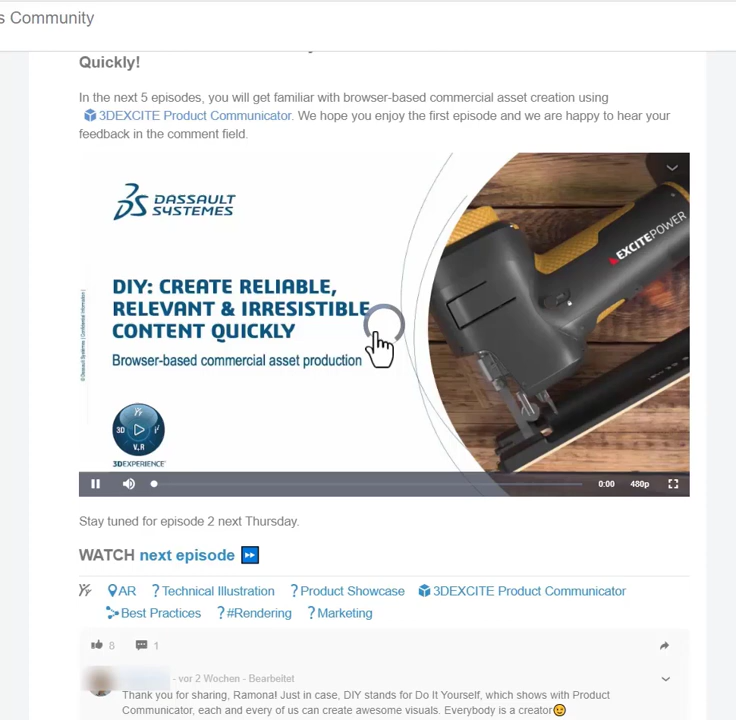 s Community
Quickly!
In the next 5 episodes, you will get familiar with browser-based commercial asset creation using
3DEXCITE Product Communicator. We hope you enjoy the first episode and we are happy to hear your
feedback in the comment field.
DASSAULT
SYSTEMES
EXCITEPOWER
DIY: CREATE RELIABLE,
RELEVANT & IRRESISTIBLE
CONTENT QUICKLY
Browser-based commercial asset production
© Dassault Systèmes | Confidential Information |
3D
V,R
3DEXPERIENCE
0:00 480p
Stay tuned for episode 2 next Thursday.
WATCH next episode
AR ?Technical Illustration ?Product Showcase 3DEXCITE Product Communicator
Best Practices ?#Rendering ?Marketing
8 1
- vor 2 Wochen - Bearbeitet
Thank you for sharing, Ramona! Just in case, DIY stands for Do It Yourself, which shows with Product
Communicator, each and every of us can create awesome visuals. Everybody is a creator😉